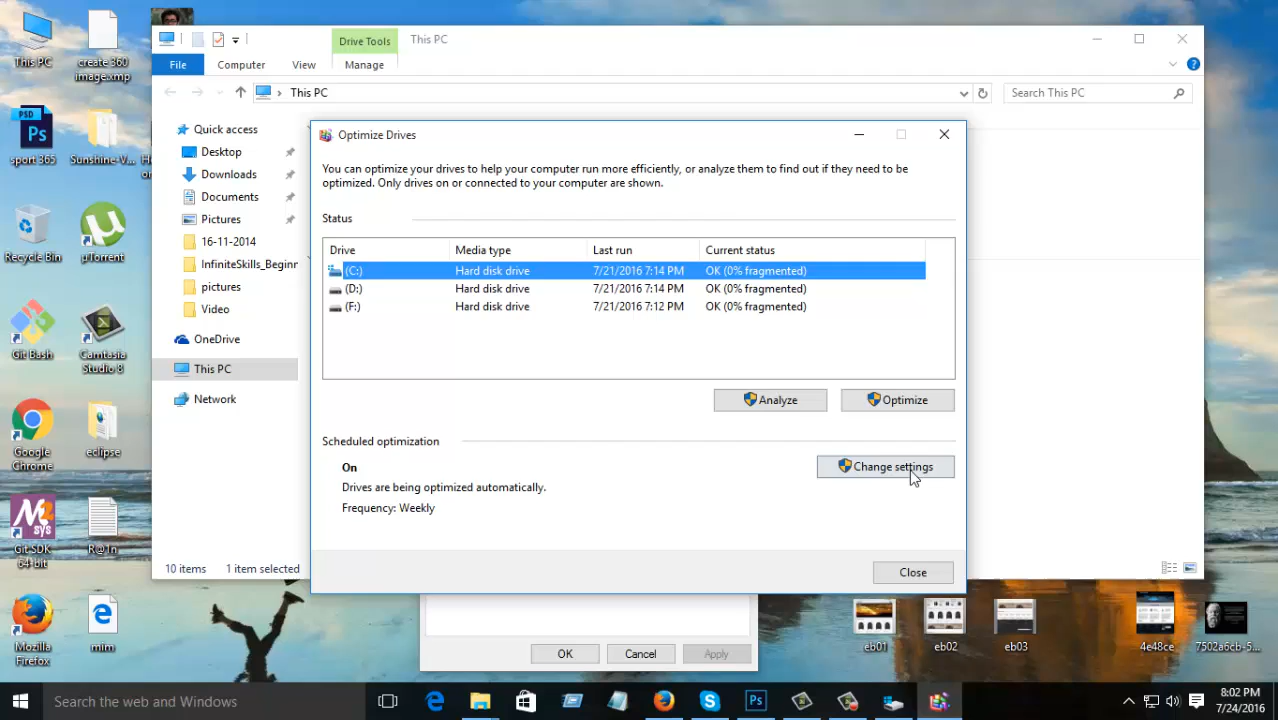 This PC
create 360
image.xmp
PSD
Ps
sport 365
Sunshine-V...
Recycle Bin
µTorrent
Git Bash
Camtasia
Studio 8
Google
Chrome
eclipse
sys
Git SDK
64-bit
R@1n
Mozilla
Firefox
mim
Drive Tools
This PC
File
Computer
View
Manage
This PC
Search This PC
Quick access
Desktop
Downloads
Documents
Pictures
16-11-2014
InfiniteSkills_Beginr
pictures
Video
OneDrive
This PC
Network
10 items
1 item selected
Optimize Drives
You can optimize your drives to help your computer run more efficiently, or analyze them to find out if they need to be
optimized. Only drives on or connected to your computer are shown.
Status
Drive Media type Last run Current status
(C:) Hard disk drive 7/21/2016 7:14 PM OK (0% fragmented)
(D:) Hard disk drive 7/21/2016 7:14 PM OK (0% fragmented)
(F:) Hard disk drive 7/21/2016 7:12 PM OK (0% fragmented)
Analyze
Optimize
Scheduled optimization
On
Change settings
Drives are being optimized automatically.
Frequency: Weekly
Close
OK
Cancel
Apply
eb01
eb02
eb03
4e48ce
7502a6cb-5...
Search the web and Windows
Ps
8:02 PM
7/24/2016